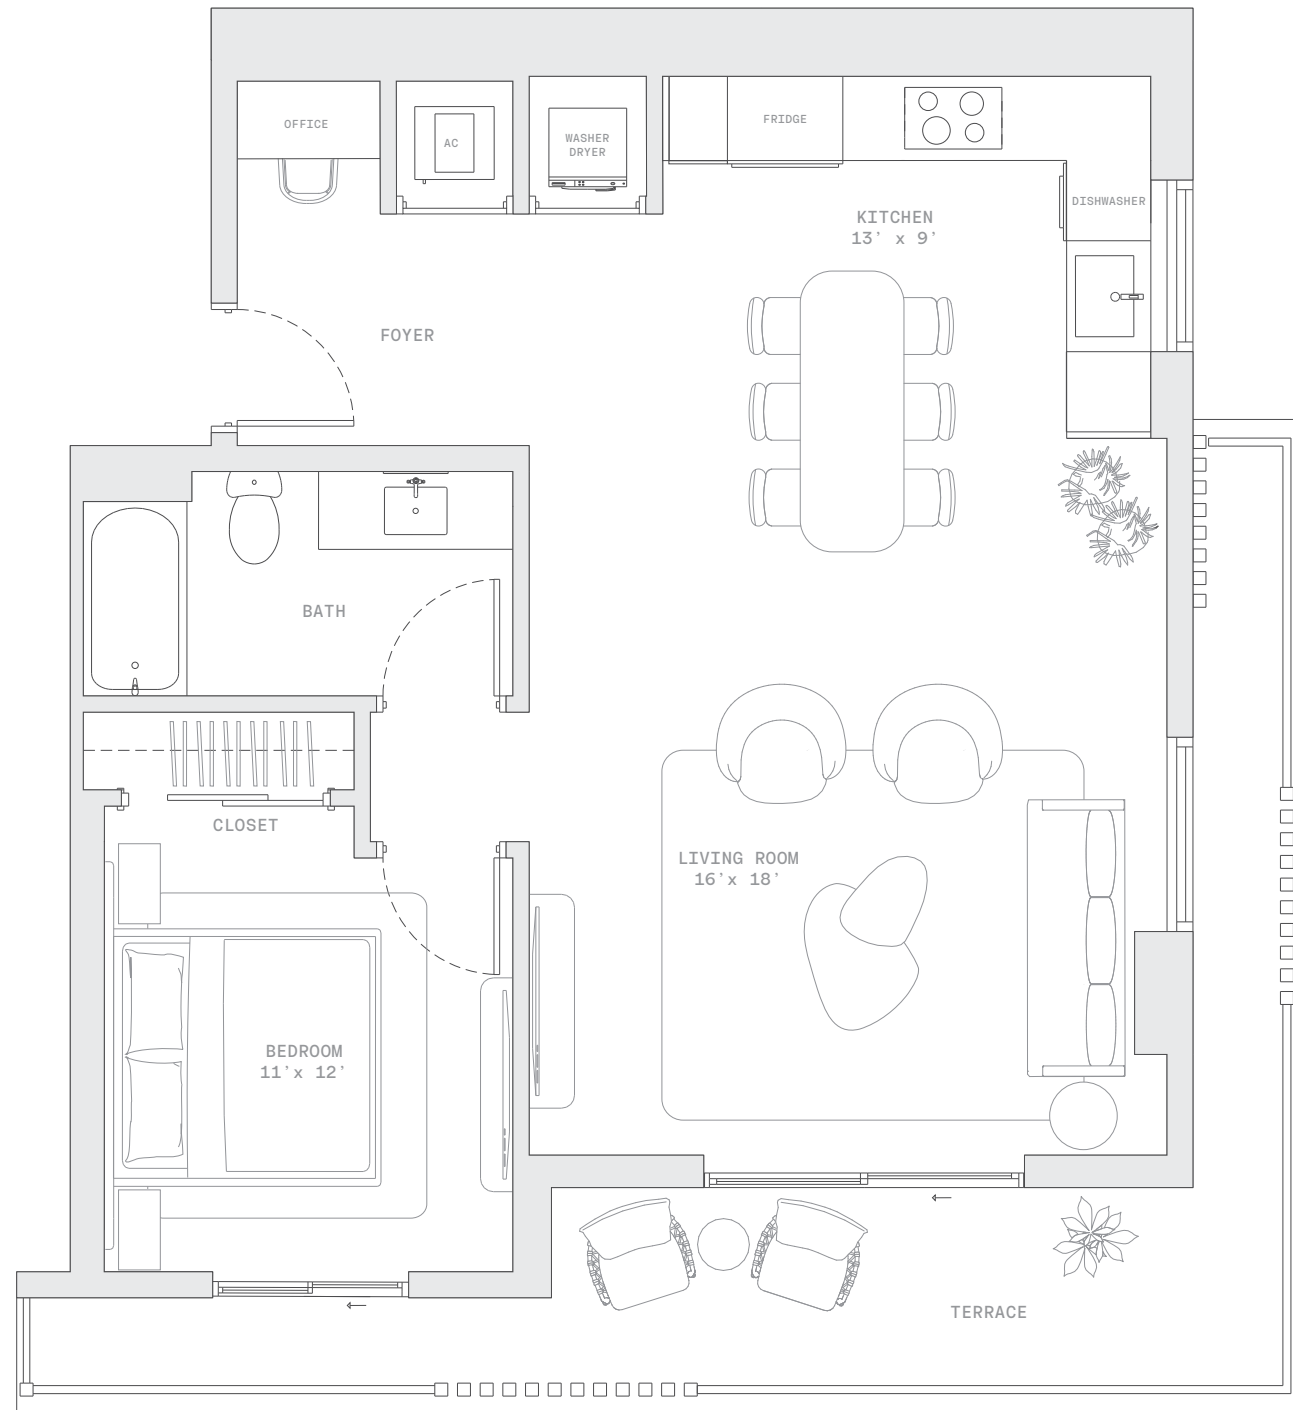 OFFICE
AC
WASHER
DRYER
FRIDGE
DISHWASHER
KITCHEN
13' x 9'
FOYER
BATH
CLOSET
LIVING ROOM
16'x 18'
BEDROOM
11'x 12'
TERRACE